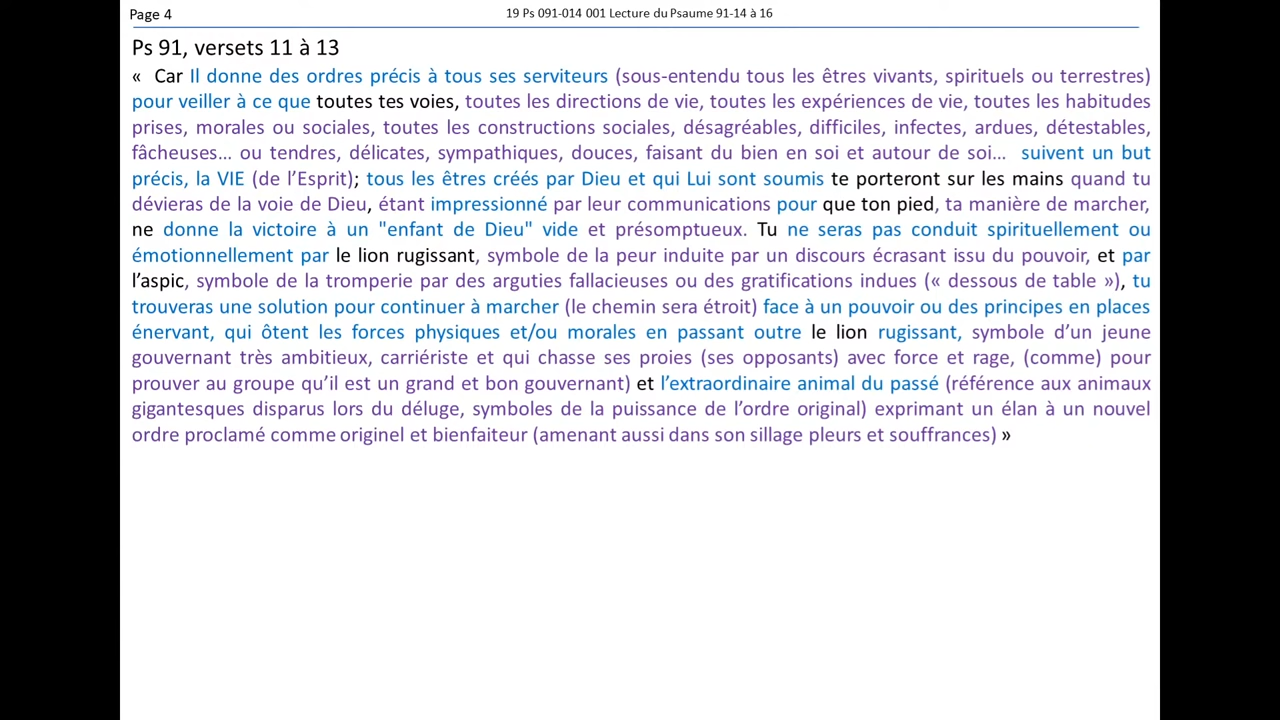 Page 4
19 Ps 091-014 001 Lecture du Psaume 91-14 à 16
Ps 91, versets 11 à 13
«  Car Il donne des ordres précis à tous ses serviteurs (sous-entendu tous les êtres vivants, spirituels ou terrestres)
pour veiller à ce que toutes tes voies, toutes les directions de vie, toutes les expériences de vie, toutes les habitudes
prises, morales ou sociales, toutes les constructions sociales, désagréables, difficiles, infectes, ardues, détestables,
fâcheuses… ou tendres, délicates, sympathiques, douces, faisant du bien en soi et autour de soi…  suivent un but
précis, la VIE (de l’Esprit); tous les êtres créés par Dieu et qui Lui sont soumis te porteront sur les mains quand tu
dévieras de la voie de Dieu, étant impressionné par leur communications pour que ton pied, ta manière de marcher,
ne donne la victoire à un "enfant de Dieu" vide et présomptueux. Tu ne seras pas conduit spirituellement ou
émotionnellement par le lion rugissant, symbole de la peur induite par un discours écrasant issu du pouvoir, et par
l’aspic, symbole de la tromperie par des arguties fallacieuses ou des gratifications indues (« dessous de table »), tu
trouveras une solution pour continuer à marcher (le chemin sera étroit) face à un pouvoir ou des principes en places
énervant, qui ôtent les forces physiques et/ou morales en passant outre le lion rugissant, symbole d’un jeune
gouvernant très ambitieux, carriériste et qui chasse ses proies (ses opposants) avec force et rage, (comme) pour
prouver au groupe qu’il est un grand et bon gouvernant) et l’extraordinaire animal du passé (référence aux animaux
gigantesques disparus lors du déluge, symboles de la puissance de l’ordre original) exprimant un élan à un nouvel
ordre proclamé comme originel et bienfaiteur (amenant aussi dans son sillage pleurs et souffrances) »